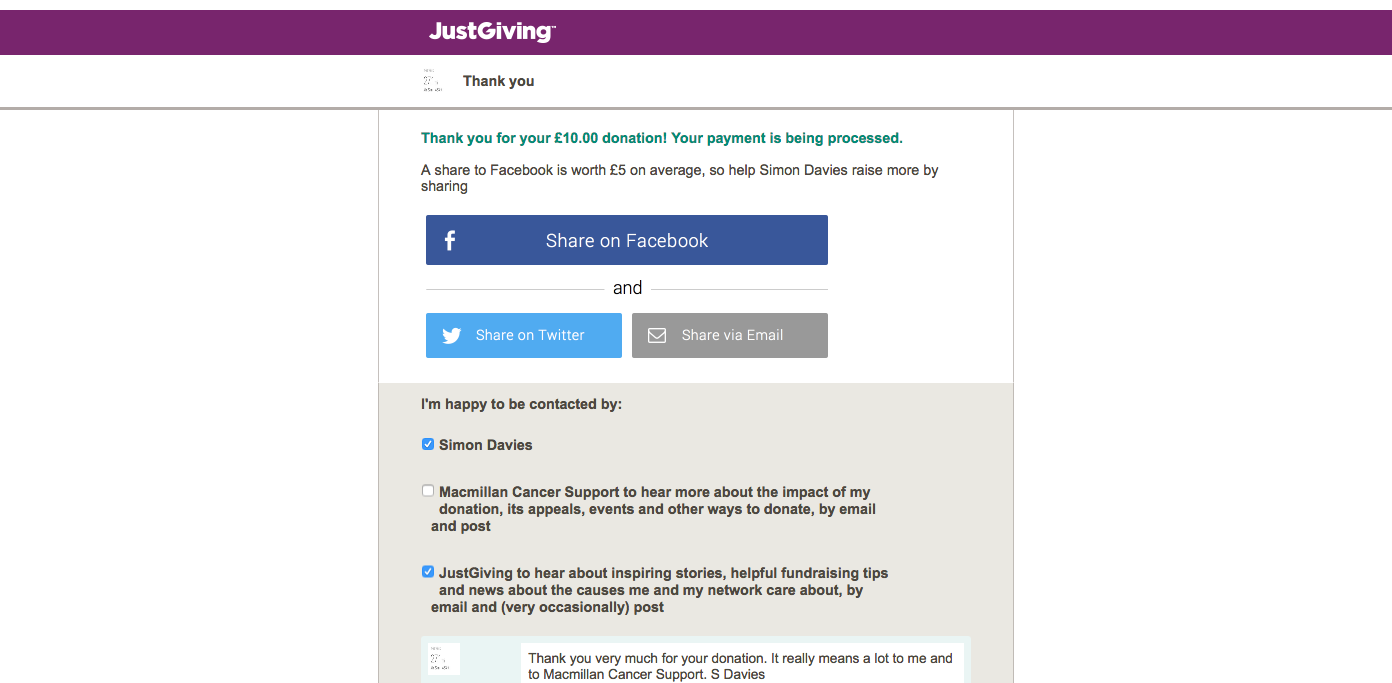 JustGiving™
Thank you
Thank you for your £10.00 donation! Your payment is being processed.
A share to Facebook is worth £5 on average, so help Simon Davies raise more by
sharing
Share on Facebook
and
Share on Twitter
Share via Email
I'm happy to be contacted by:
Simon Davies
Macmillan Cancer Support to hear more about the impact of my
donation, its appeals, events and other ways to donate, by email
and post
JustGiving to hear about inspiring stories, helpful fundraising tips
and news about the causes me and my network care about, by
email and (very occasionally) post
Thank you very much for your donation. It really means a lot to me and
to Macmillan Cancer Support. S Davies